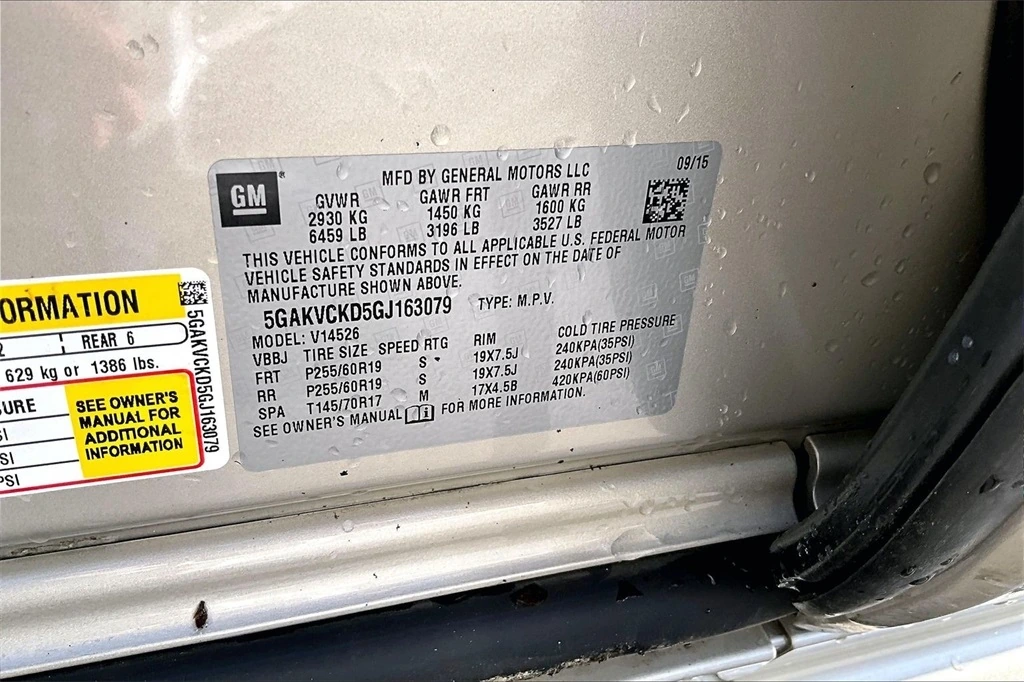 GM
MFD BY GENERAL MOTORS LLC
09/15
GVWR GAWR FRT GAWR RR
2930 KG 1450 KG 1600 KG
6459 LB 3196 LB 3527 LB
THIS VEHICLE CONFORMS TO ALL APPLICABLE U.S. FEDERAL MOTOR
VEHICLE SAFETY STANDARDS IN EFFECT ON THE DATE OF
MANUFACTURE SHOWN ABOVE.
5GAKVCKD5GJ163079 TYPE: M.P.V.
MODEL: V14526
VBBJ TIRE SIZE SPEED RTG RIM COLD TIRE PRESSURE
FRT P255/60R19 S 19X7.5J 240KPA(35PSI)
RR P255/60R19 S 19X7.5J 240KPA(35PSI)
SPA T145/70R17 M 17X4.5B 420KPA(60PSI)
SEE OWNER'S MANUAL FOR MORE INFORMATION.
ORMATION
2 REAR 6
629 kg or 1386 lbs.
SURE
SI
SI
PSI
SEE OWNER'S
MANUAL FOR
ADDITIONAL
INFORMATION
5GAKVCKD5GJ163079